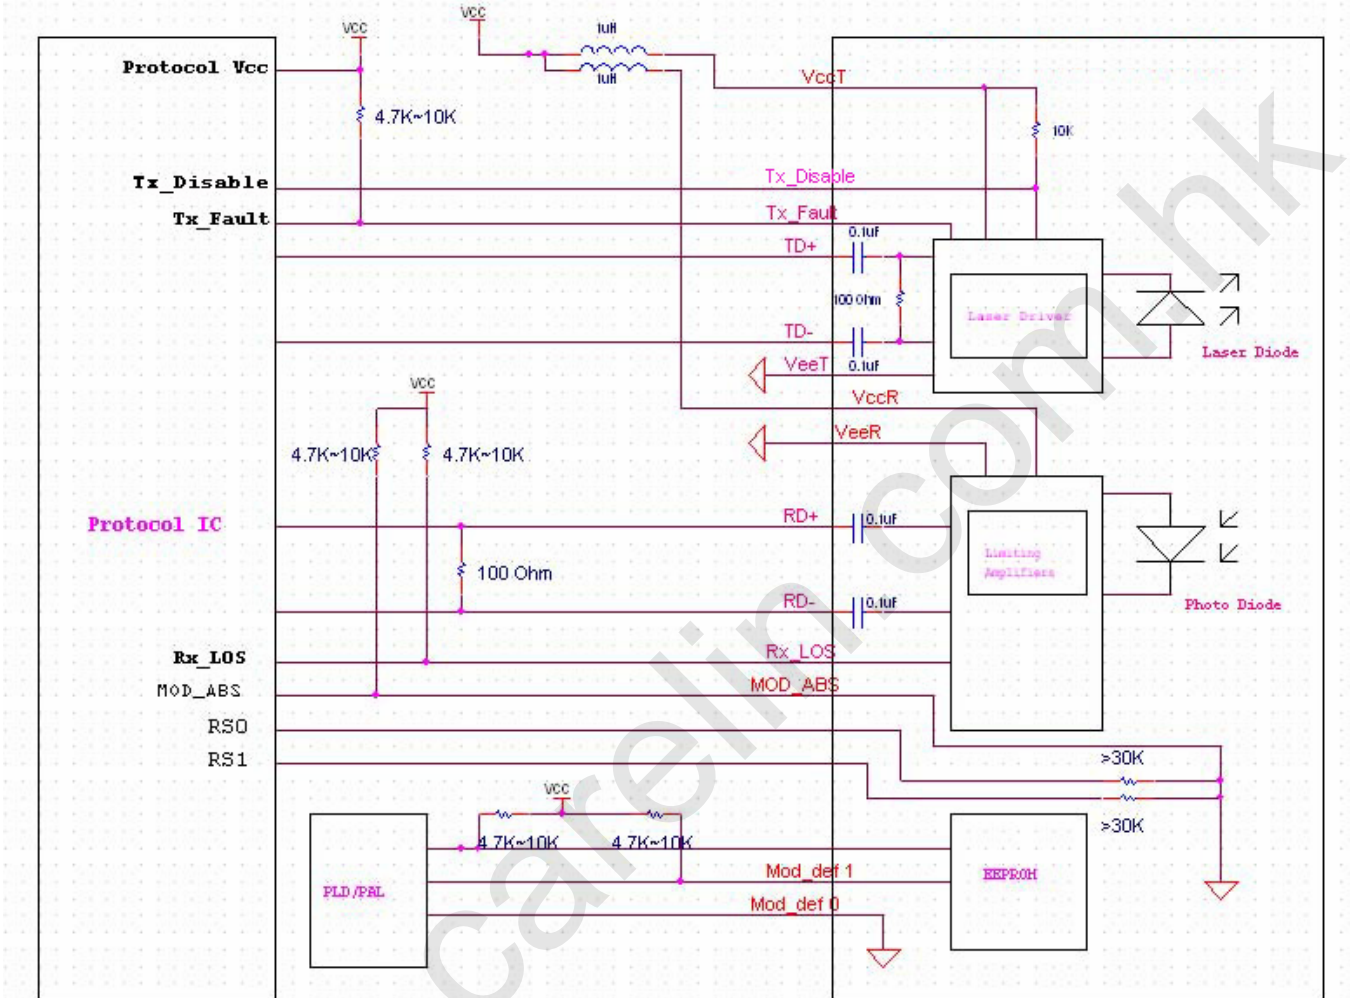 VCC
VCC
1uH
1uH
Protocol Vcc
VccT
4.7K~10K
10K
Tx_Disable
Tx_Disable
Tx_Fault
Tx_Fault
0.1uF
TD+
100 Ohm
Laser Driver
TD-
Laser Diode
VeeT
0.1uF
VCC
VccR
VeeR
4.7K~10K
4.7K~10K
Protocol IC
RD+
0.1uF
Limiting
Amplifiers
100 Ohm
RD-
0.1uF
Photo Diode
Rx_LOS
Rx_LOS
MOD_ABS
MOD_ABS
RS0
RS1
>30K
VCC
>30K
4.7K~10K
4.7K~10K
Mod_def 1
EEPROM
PLD/PAL
Mod_def 0
carelin.com.hk